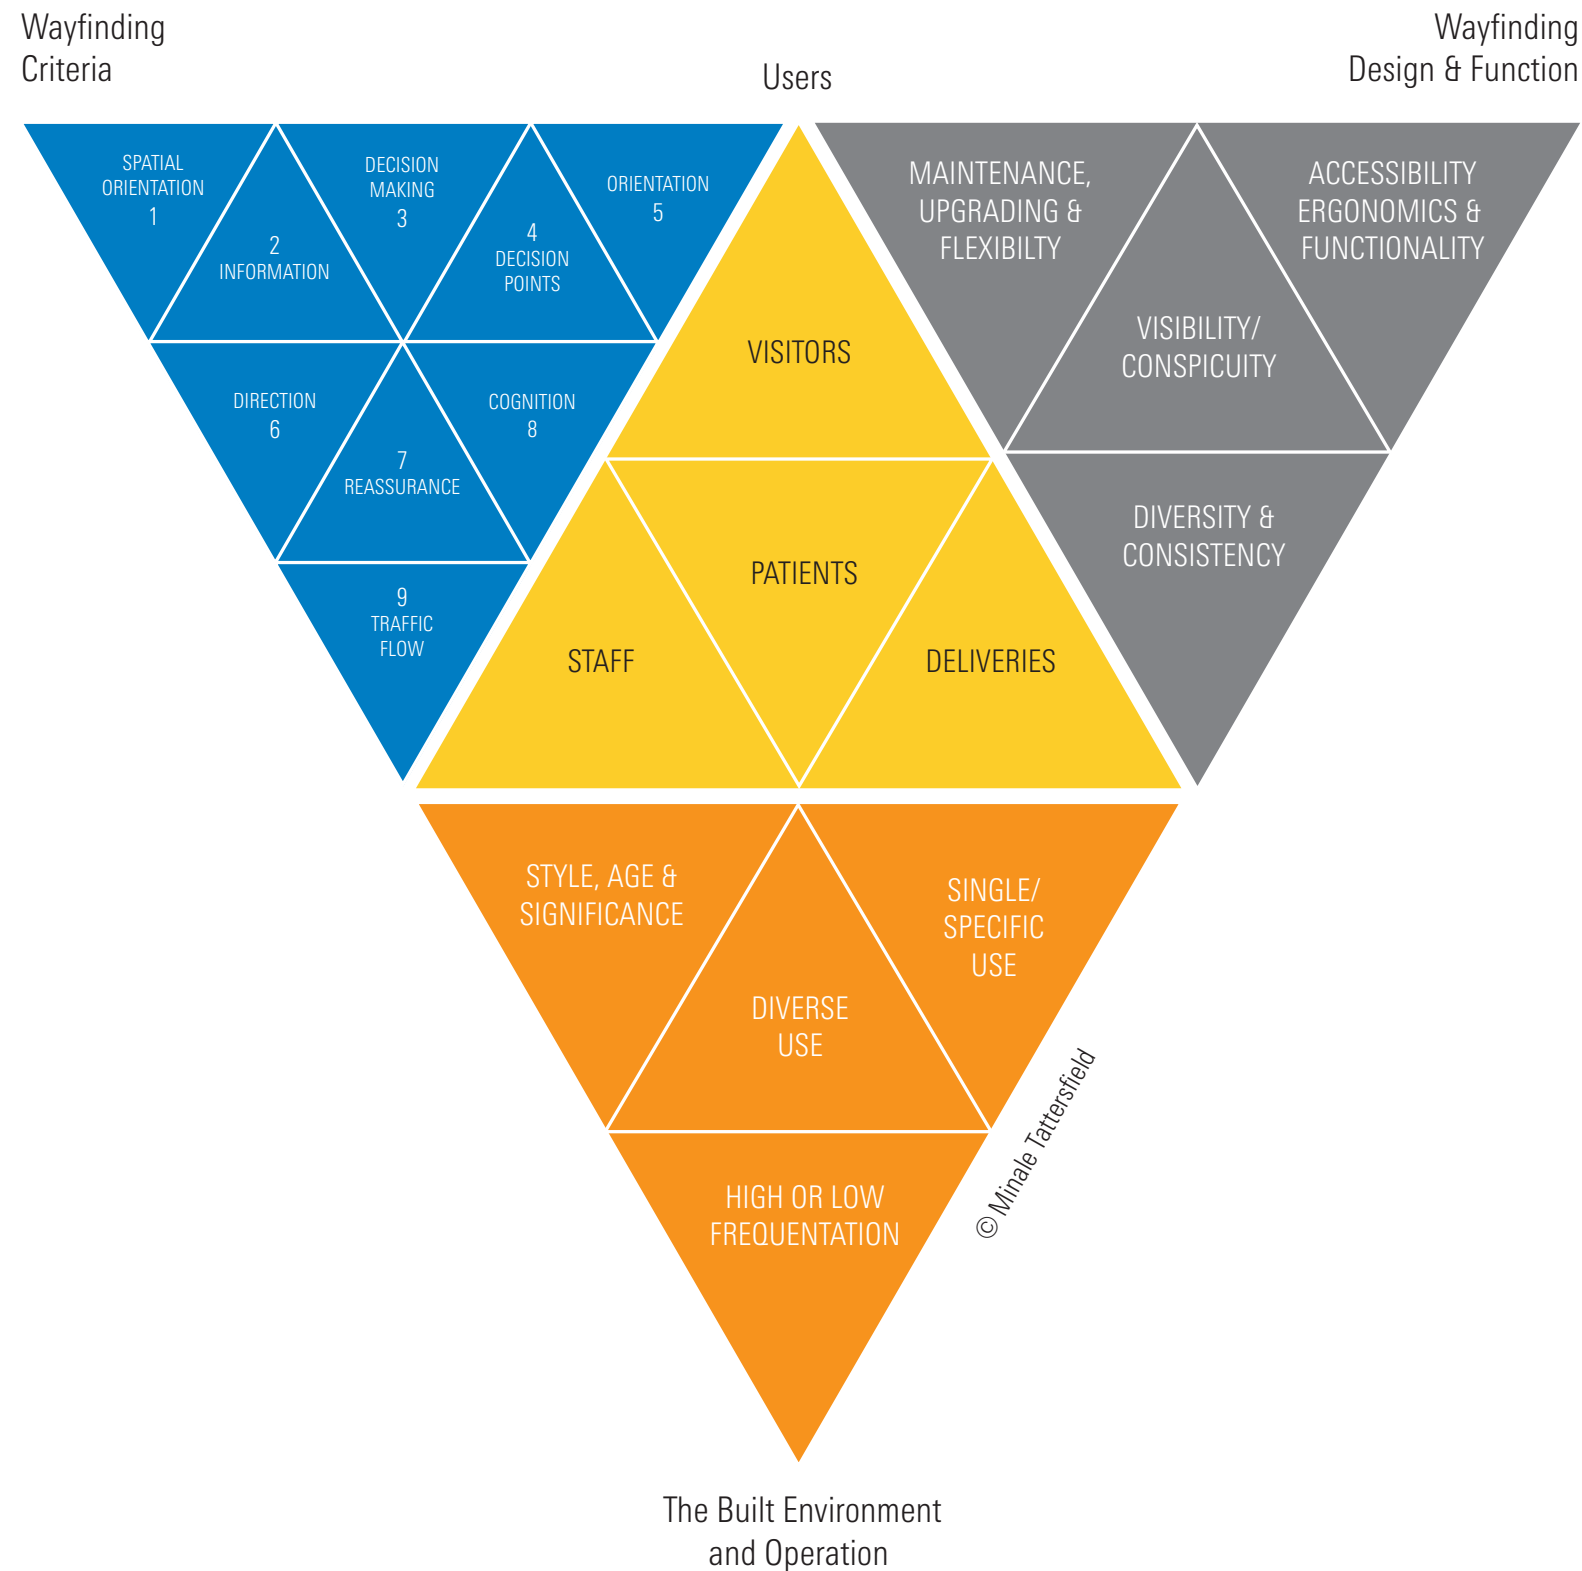 Wayfinding
Criteria
Users
Wayfinding
Design & Function
SPATIAL
ORIENTATION
1
2
INFORMATION
DECISION
MAKING
3
4
DECISION
POINTS
ORIENTATION
5
DIRECTION
6
7
REASSURANCE
COGNITION
8
9
TRAFFIC
FLOW
VISITORS
PATIENTS
STAFF
DELIVERIES
MAINTENANCE,
UPGRADING &
FLEXIBILTY
VISIBILITY/
CONSPICUITY
ACCESSIBILITY
ERGONOMICS &
FUNCTIONALITY
DIVERSITY &
CONSISTENCY
STYLE, AGE &
SIGNIFICANCE
DIVERSE
USE
SINGLE/
SPECIFIC
USE
HIGH OR LOW
FREQUENTATION
© Minale Tattersfield
The Built Environment
and Operation